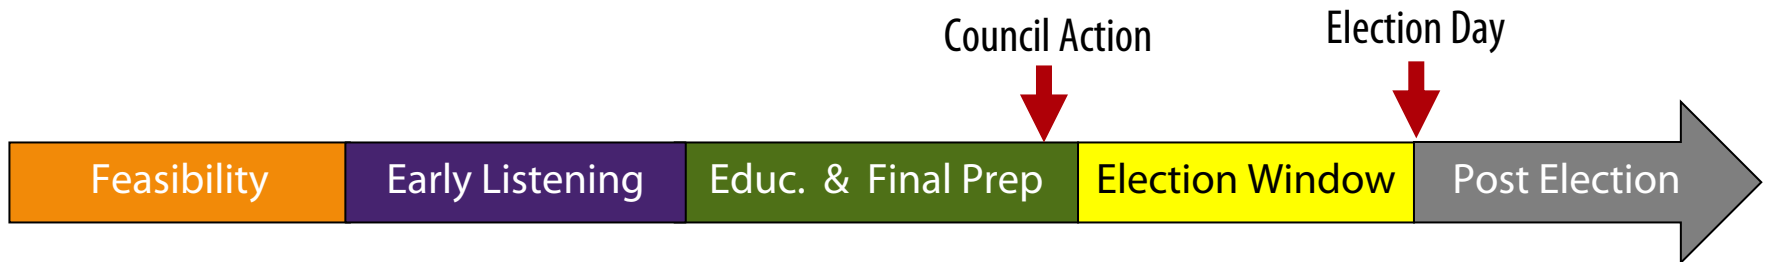 Council Action
Election Day
Feasibility
Early Listening
Educ. & Final Prep
Election Window
Post Election